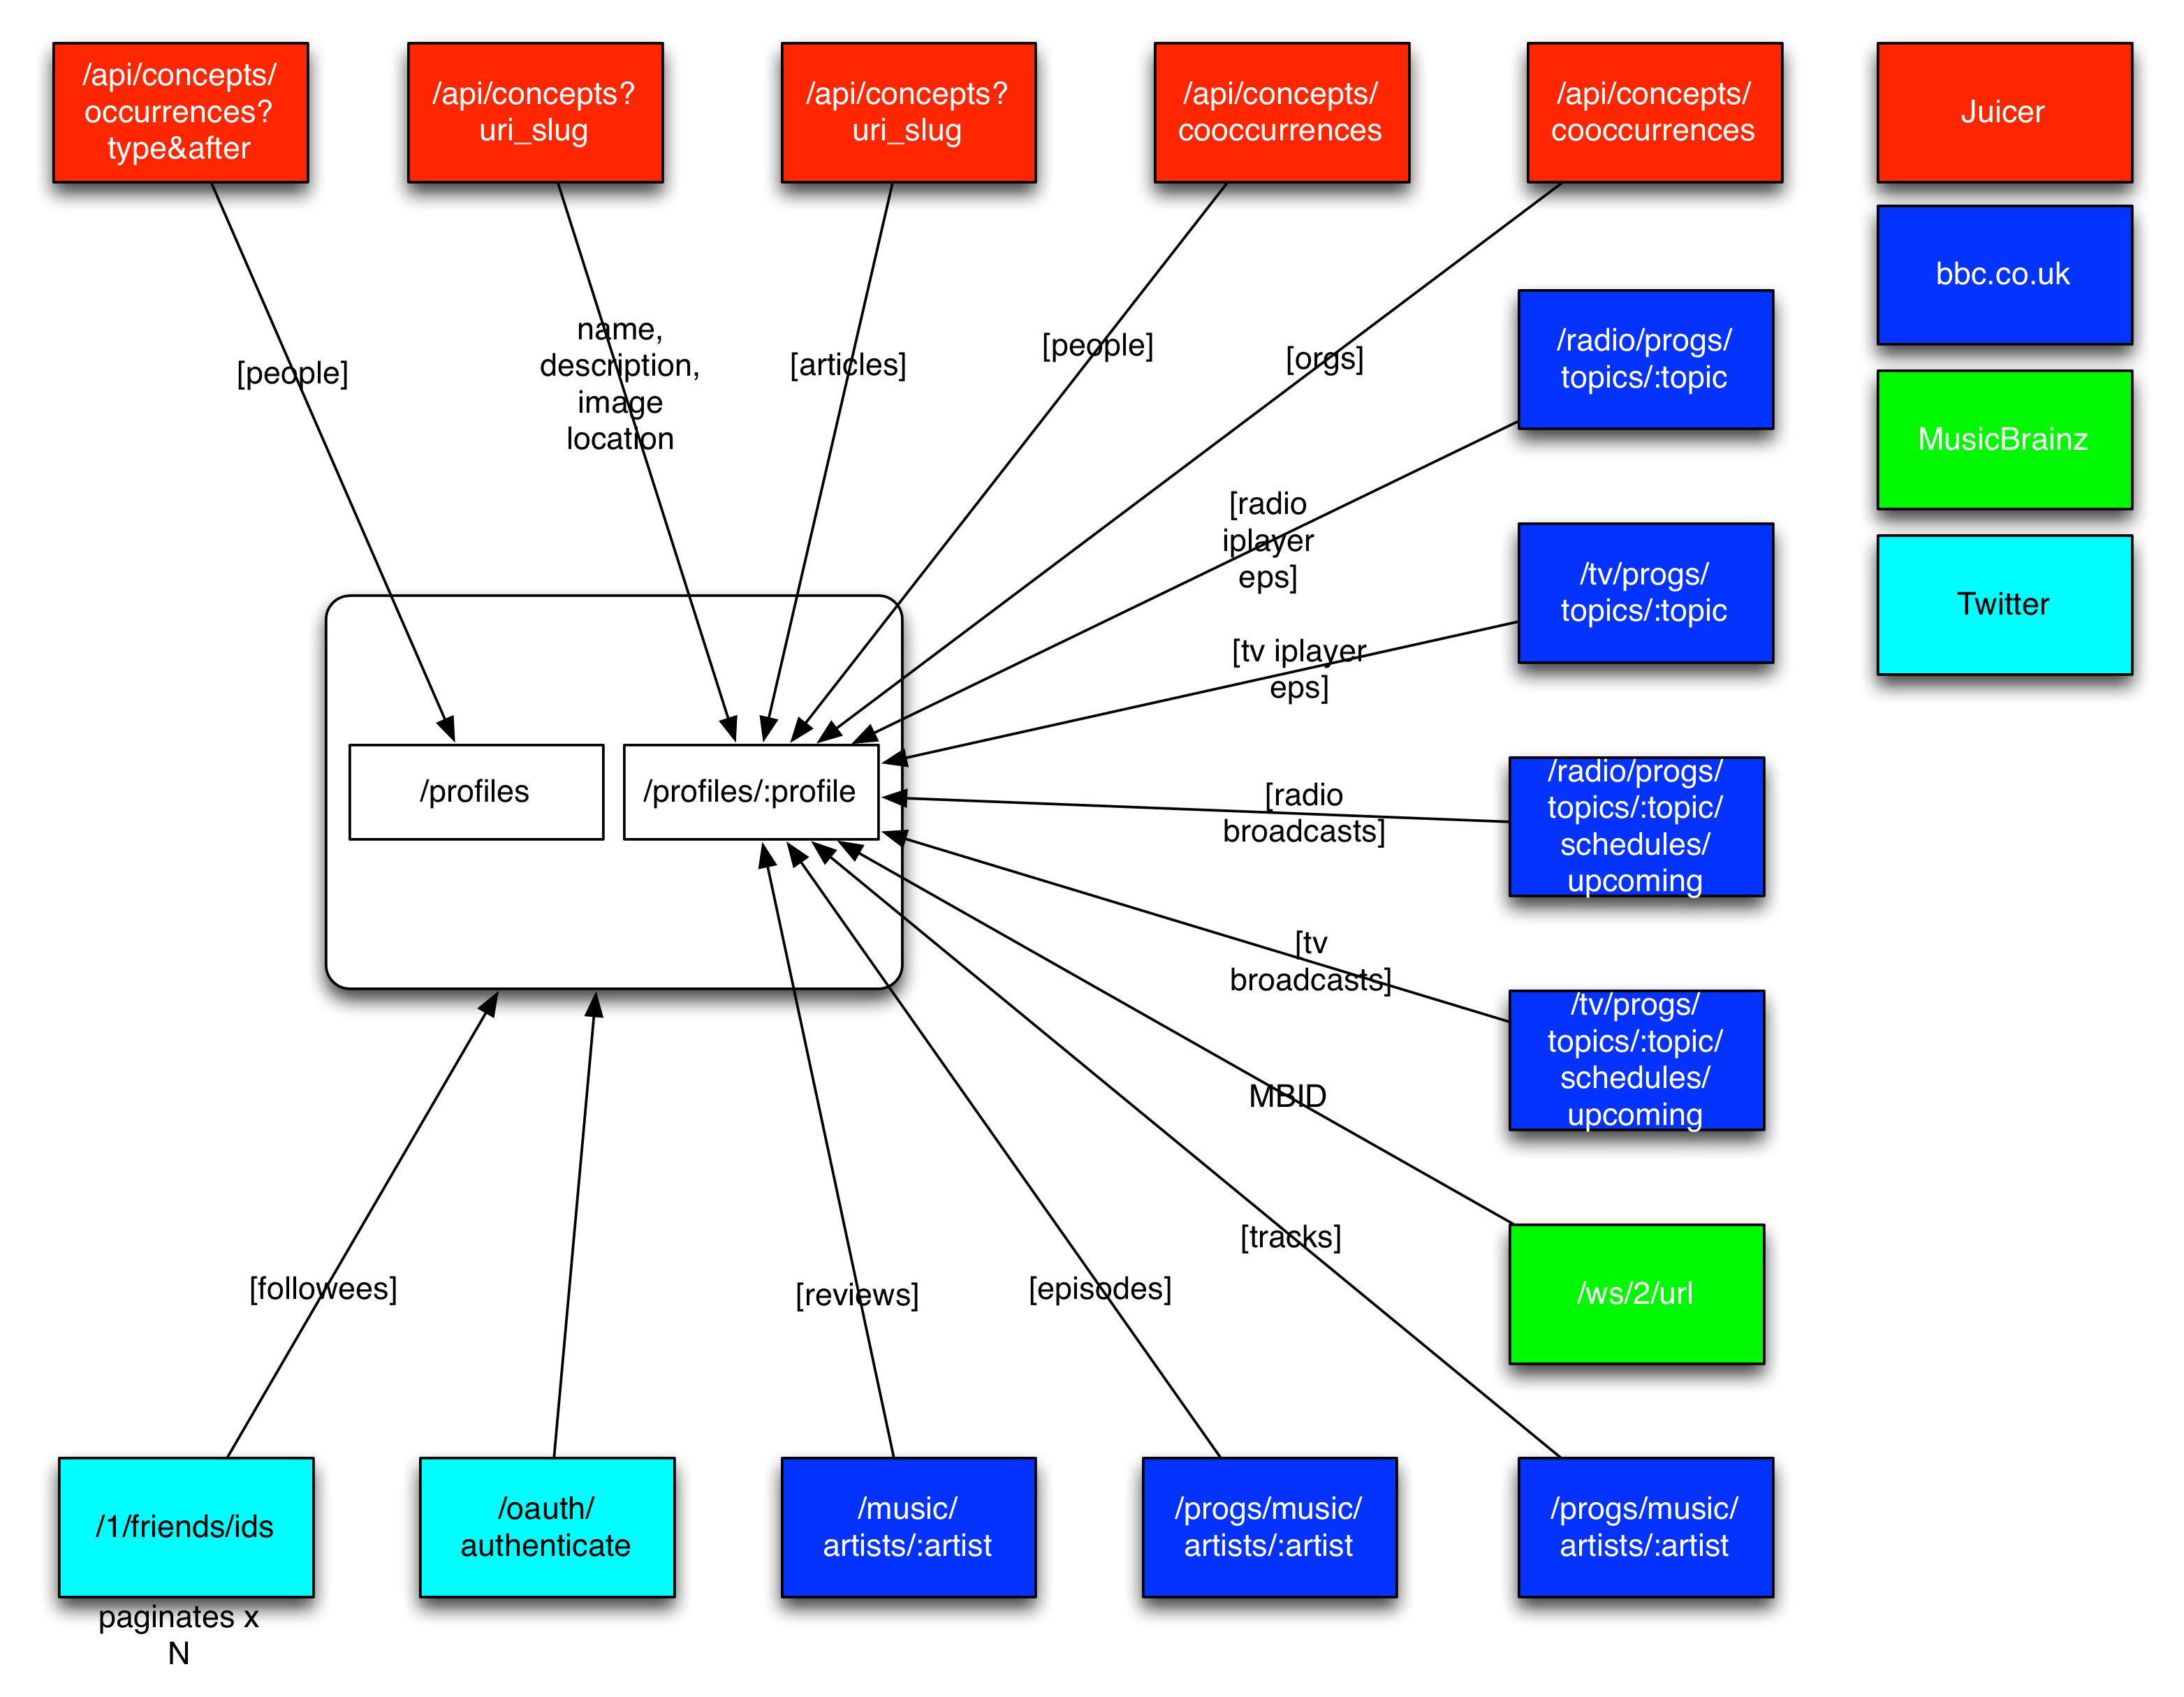 /api/concepts/
occurrences?
type&after
/api/concepts?
uri_slug
/api/concepts?
uri_slug
/api/concepts/
cooccurrences
/api/concepts/
cooccurrences
Juicer
bbc.co.uk
MusicBrainz
Twitter
[people]
name,
description,
image
location
[articles]
[people]
[orgs]
/radio/progs/
topics/:topic
[radio
iplayer
eps]
/tv/progs/
topics/:topic
[tv iplayer
eps]
/profiles
/profiles/:profile
[radio
broadcasts]
/radio/progs/
topics/:topic/
schedules/
upcoming
[tv
broadcasts]
/tv/progs/
topics/:topic/
schedules/
upcoming
MBID
/ws/2/url
[tracks]
[followees]
[reviews]
[episodes]
/1/friends/ids
paginates x
N
/oauth/
authenticate
/music/
artists/:artist
/progs/music/
artists/:artist
/progs/music/
artists/:artist